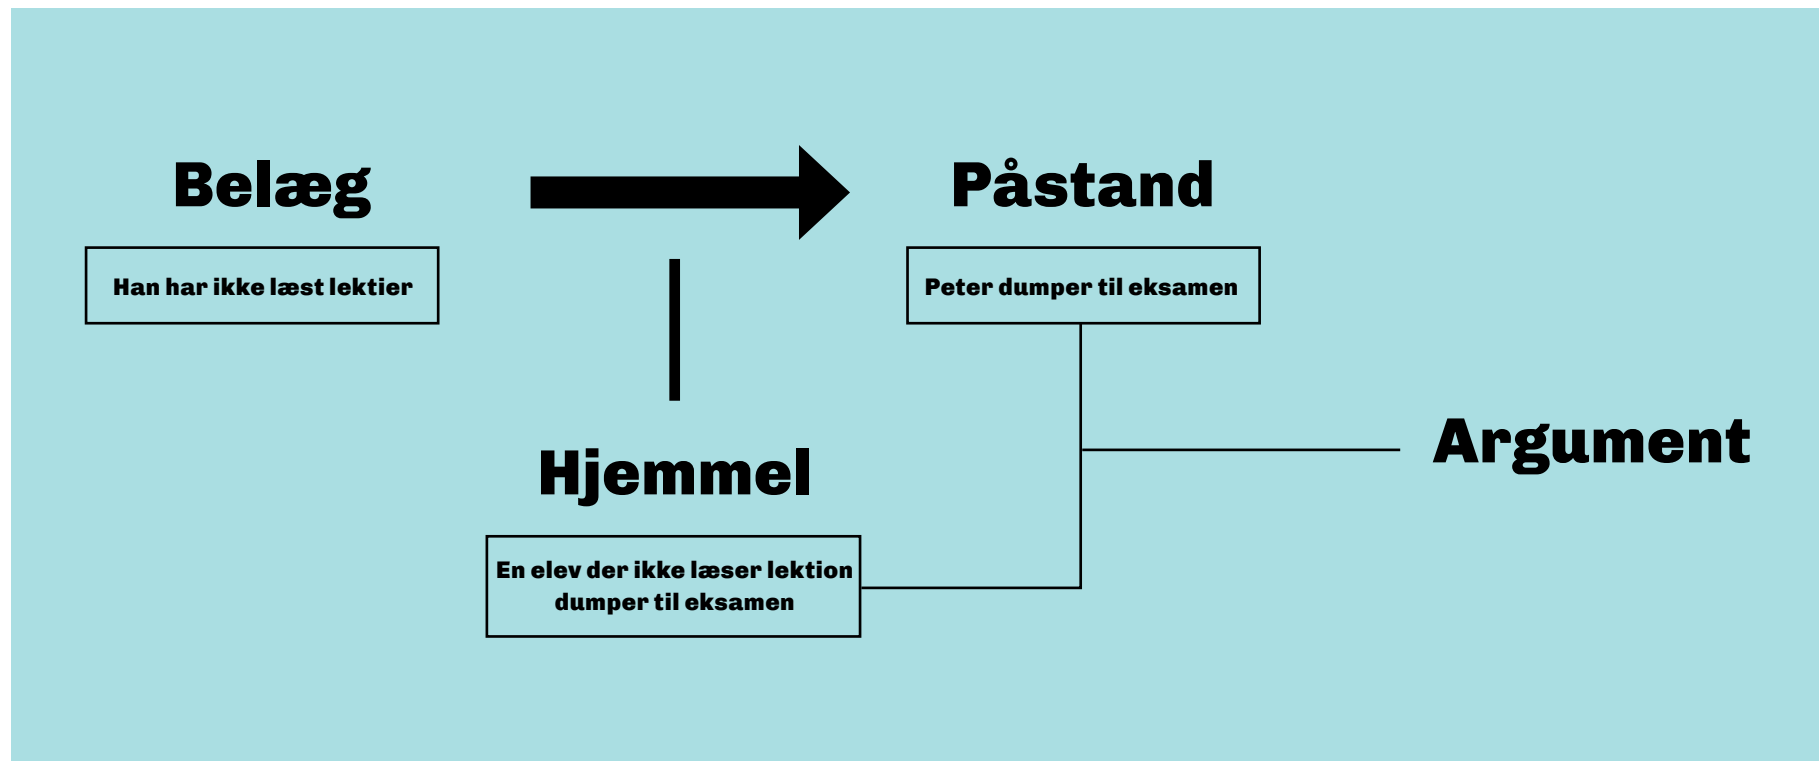 Belæg
Påstand
Han har ikke læst lektier
Peter dumper til eksamen
Argument
Hjemmel
En elev der ikke læser lektion
dumper til eksamen